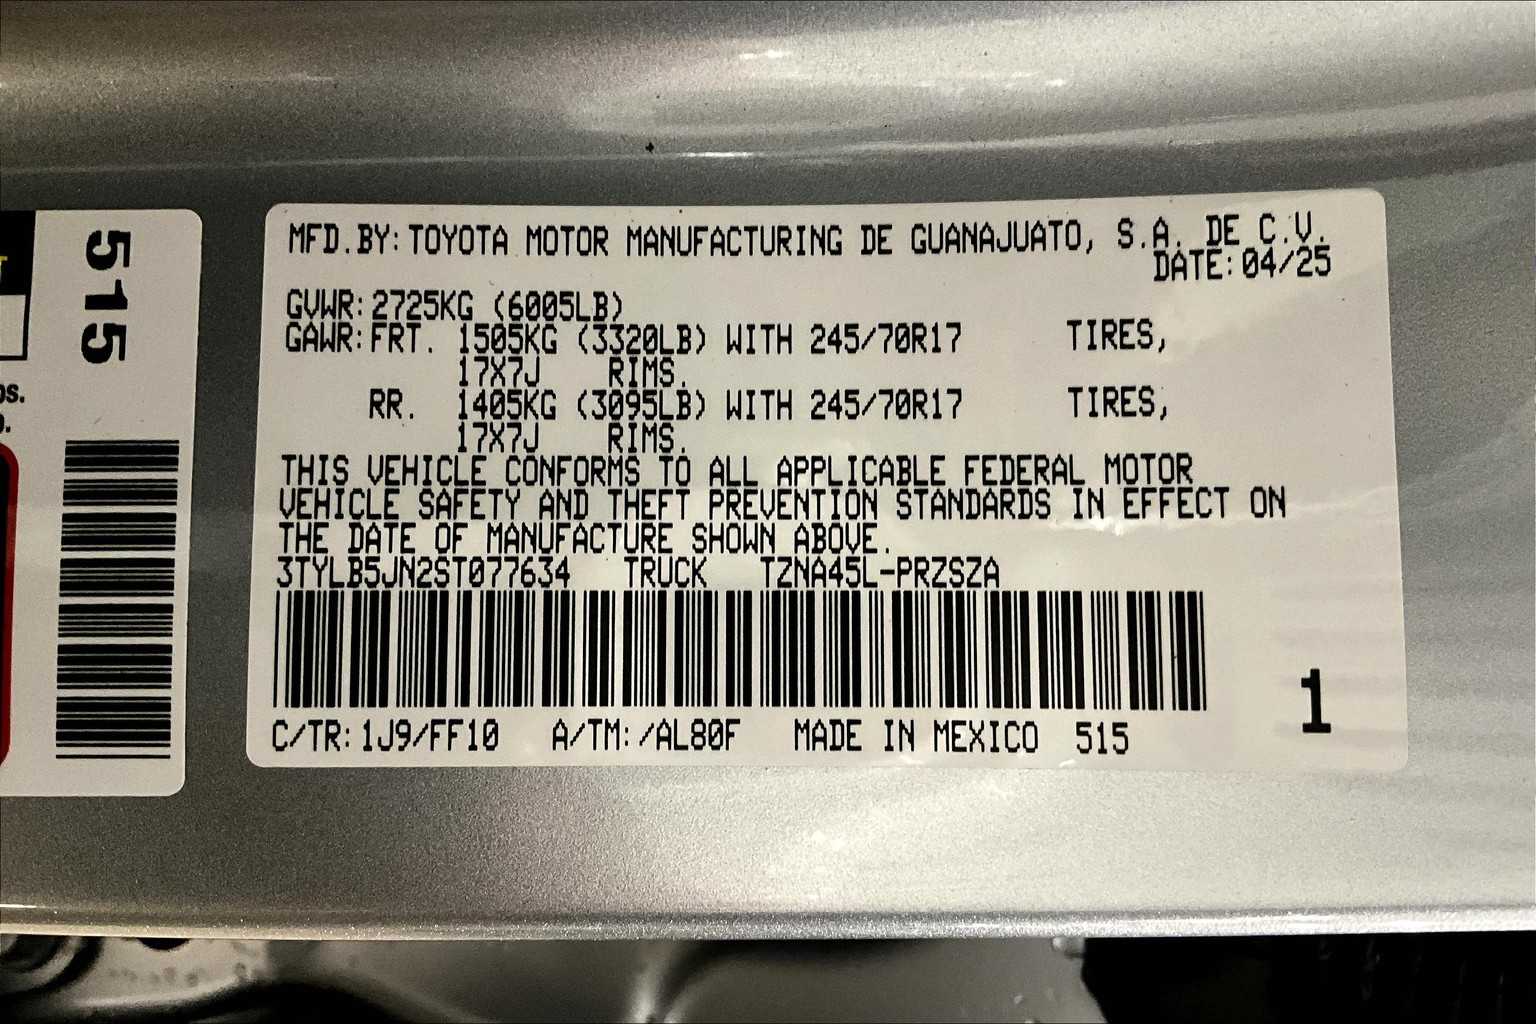 515
MFD.BY: TOYOTA MOTOR MANUFACTURING DE GUANAJUATO, S.A. DE C.V.
DATE: 04/25
GVWR: 2725KG (6005LB)
GAWR: FRT. 1505KG (3320LB) WITH 245/70R17 TIRES,
17X7J RIMS.
RR. 1405KG (3095LB) WITH 245/70R17 TIRES,
17X7J RIMS.
THIS VEHICLE CONFORMS TO ALL APPLICABLE FEDERAL MOTOR
VEHICLE SAFETY AND THEFT PREVENTION STANDARDS IN EFFECT ON
THE DATE OF MANUFACTURE SHOWN ABOVE.
3TYLB5JN2ST077634 TRUCK TZNA45L-PRZSZA
C/TR: 1J9/FF10 A/TM: /AL80F MADE IN MEXICO 515
1